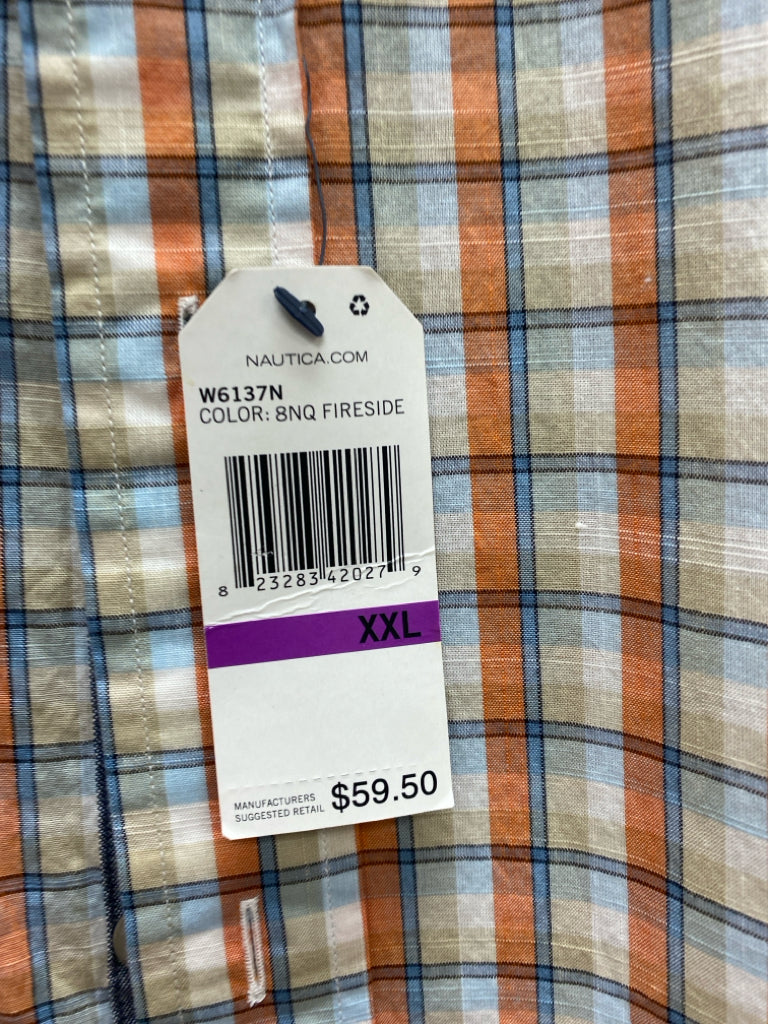 NAUTICA.COM
W6137N
COLOR: 8NQ FIRESIDE
8 23283 42027 9
XXL
MANUFACTURERS
SUGGESTED RETAIL $59.50